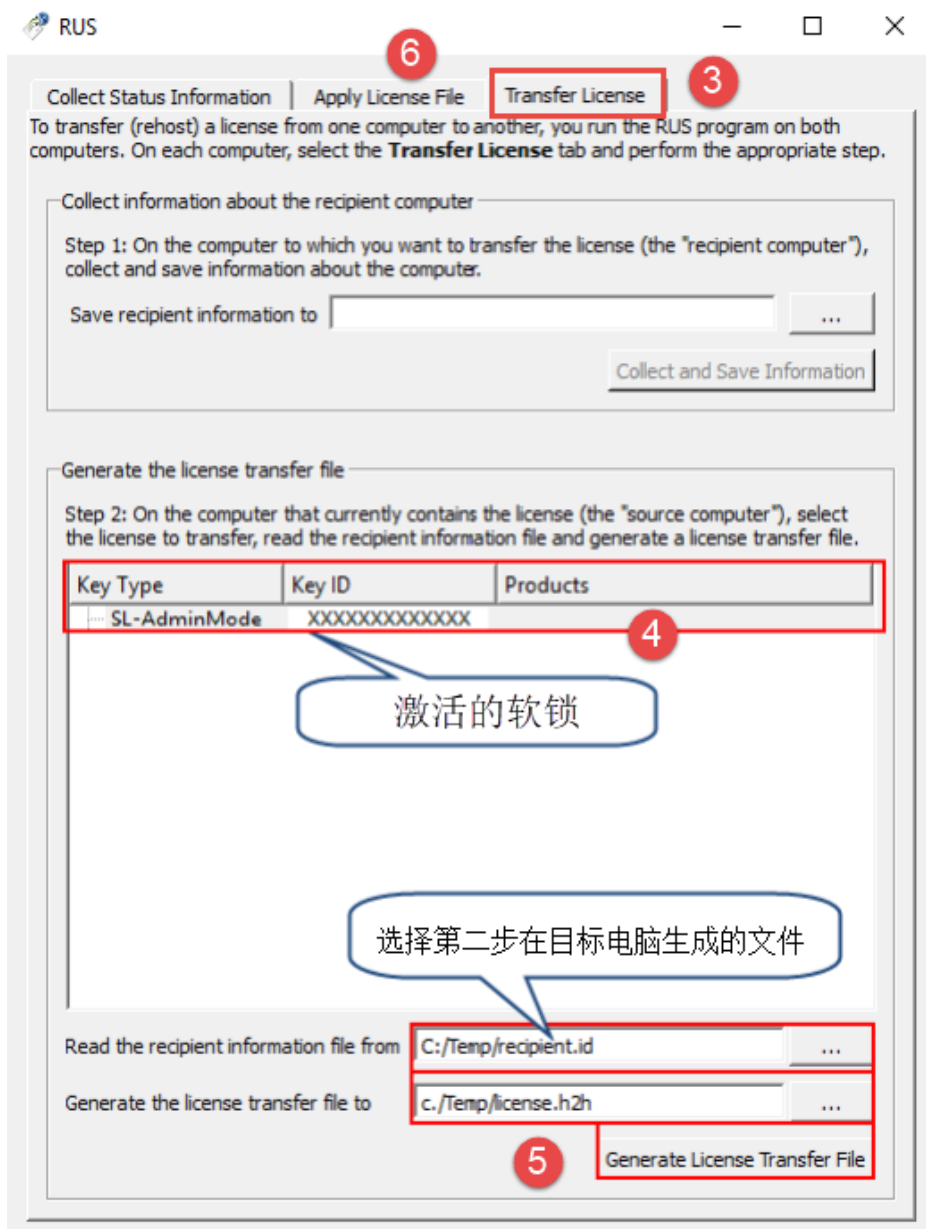 RUS
6
3
Collect Status Information
Apply License File
Transfer License
To transfer (rehost) a license from one computer to another, you run the RUS program on both
computers. On each computer, select the Transfer License tab and perform the appropriate step.
Collect information about the recipient computer
Step 1: On the computer to which you want to transfer the license (the "recipient computer"),
collect and save information about the computer.
Save recipient information to
...
Collect and Save Information
Generate the license transfer file
Step 2: On the computer that currently contains the license (the "source computer"), select
the license to transfer, read the recipient information file and generate a license transfer file.
Key Type Key ID Products
SL-AdminMode XXXXXXXXXXXXX
4
激活的软锁
选择第二步在目标电脑生成的文件
Read the recipient information file from C:/Temp/recipient.id ...
Generate the license transfer file to c./Temp/license.h2h ...
5
Generate License Transfer File